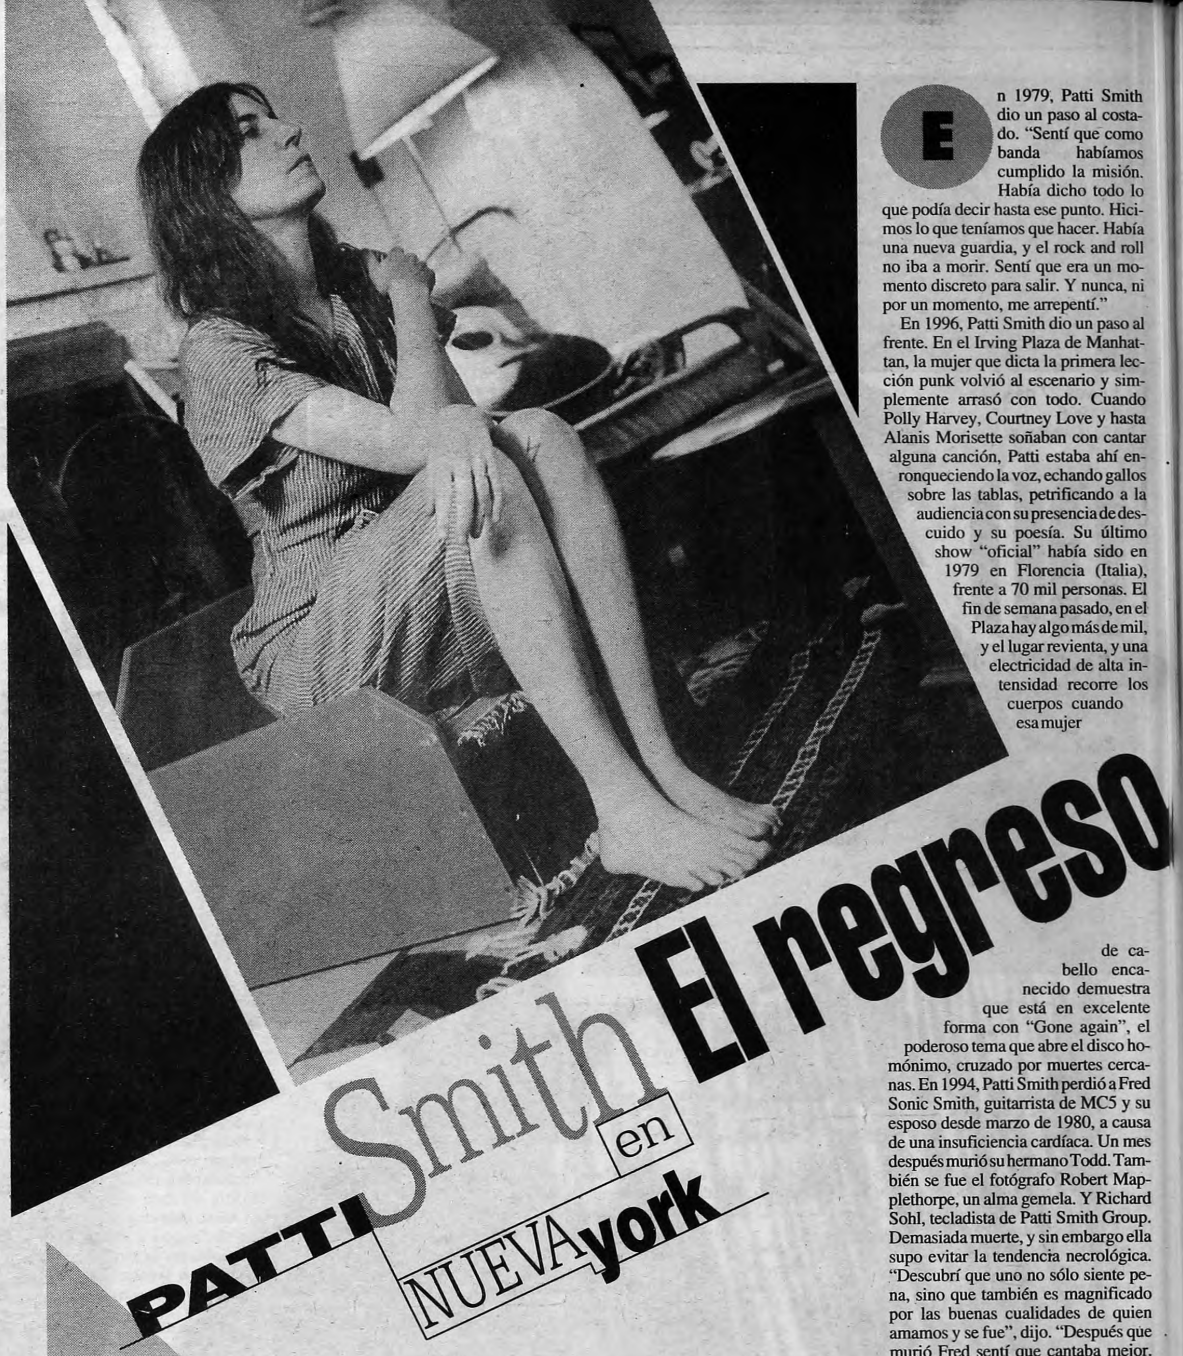 En 1979, Patti Smith
dio un paso al costa-
do. “Sentí que como
banda habíamos
cumplido la misión.
Había dicho todo lo
que podía decir hasta ese punto. Hici-
mos lo que teníamos que hacer. Había
una nueva guardia, y el rock and roll
no iba a morir. Sentí que era un mo-
mento discreto para salir. Y nunca, ni
por un momento, me arrepentí.”
En 1996, Patti Smith dio un paso al
frente. En el Irving Plaza de Manhat-
tan, la mujer que dicta la primera lec-
ción punk volvió al escenario y sim-
plemente arrasó con todo. Cuando
Polly Harvey, Courtney Love y hasta
Alanis Morisette soñaban con cantar
alguna canción, Patti estaba ahí en-
ronqueciendo la voz, echando gallos
sobre las tablas, petrificando a la
audiencia con su presencia de des-
cuido y su poesía. Su último
show “oficial” había sido en
1979 en Florencia (Italia),
frente a 70 mil personas. El
fin de semana pasado, en el
Plaza hay algo más de mil,
y el lugar revienta, y una
electricidad de alta in-
tensidad recorre los
cuerpos cuando
esa mujer
de ca-
bello enca-
necido demuestra
que está en excelente
forma con “Gone again”, el
poderoso tema que abre el disco ho-
mónimo, cruzado por muertes cerca-
nas. En 1994, Patti Smith perdió a Fred
Sonic Smith, guitarrista de MC5 y su
esposo desde marzo de 1980, a causa
de una insuficiencia cardíaca. Un mes
después murió su hermano Todd. Tam-
bién se fue el fotógrafo Robert Map-
plethorpe, un alma gemela. Y Richard
Sohl, tecladista de Patti Smith Group.
Demasiada muerte, y sin embargo ella
supo evitar la tendencia necrológica.
“Descubrí que uno no sólo siente pe-
na, sino que también es magnificado
por las buenas cualidades de quien
amamos y se fue”, dijo. “Después que
murió Fred sentí que cantaba mejor.
El regreso
PATTI Smith en
NUEVA york